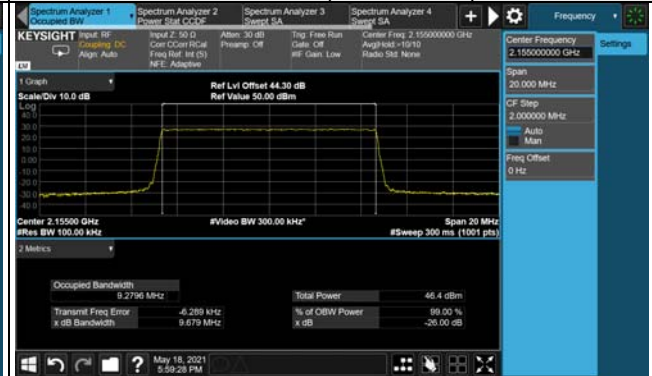 Spectrum Analyzer 1
Occupied BW
Spectrum Analyzer 2
Power Stat CCDF
Spectrum Analyzer 3
Swept SA
Spectrum Analyzer 4
Swept SA
Frequency
KEYSIGHT
Input: RF
Coupling: DC
Align: Auto
Input Z: 50 Ω
Corr CCorr RCal
Freq Ref: Int (S)
NFE: Adaptive
Atten: 30 dB
Preamp: Off
Trig: Free Run
Gate: Off
#IF Gain: Low
Center Freq: 2.155000000 GHz
Avg|Hold:>10/10
Radio Std: None
LM
Center Frequency
2.155000000 GHz
Settings
Span
20.000 MHz
CF Step
2.000000 MHz
Auto
Man
Freq Offset
0 Hz
1 Graph
Scale/Div 10.0 dB
Ref Lvl Offset 44.30 dB
Ref Value 50.00 dBm
Log
40.0
30.0
20.0
10.0
0.00
-10.0
-20.0
-30.0
-40.0
Center 2.15500 GHz
#Res BW 100.00 kHz
#Video BW 300.00 kHz*
Span 20 MHz
#Sweep 300 ms (1001 pts)
2 Metrics
Occupied Bandwidth
9.2796 MHz
Total Power 46.4 dBm
Transmit Freq Error -6.289 kHz
% of OBW Power 99.00 %
x dB Bandwidth 9.679 MHz
x dB -26.00 dB
May 18, 2021
5:59:28 PM